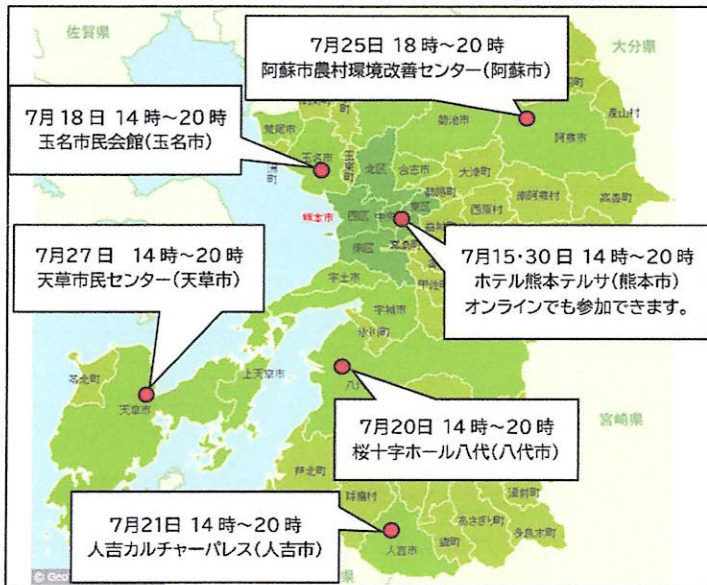 佐賀県
大分県
7月25日 18時～20時
阿蘇市農村環境改善センター(阿蘇市)
7月18日 14時～20時
玉名市民会館(玉名市)
産山村
菊池市
阿蘇市
荒尾市
玉名市
玉東町
北区
合志市
大津町
菊陽町
南阿蘇村
高森町
熊本市
西区
中央
東区
西原村
益城町
南区
嘉島町
7月27日 14時～20時
天草市民センター(天草市)
7月15・30日 14時～20時
ホテル熊本テルサ(熊本市)
オンラインでも参加できます。
宇土市
甲佐町
宇城市
氷川町
上天草市
苓北町
天草市
八代
宮崎県
7月20日 14時～20時
桜十字ホール八代(八代市)
芦北町
球磨村
湯前町
7月21日 14時～20時
人吉カルチャーパレス(人吉市)
あさぎり町
多良木町
人吉市
錦町
© Geo
県